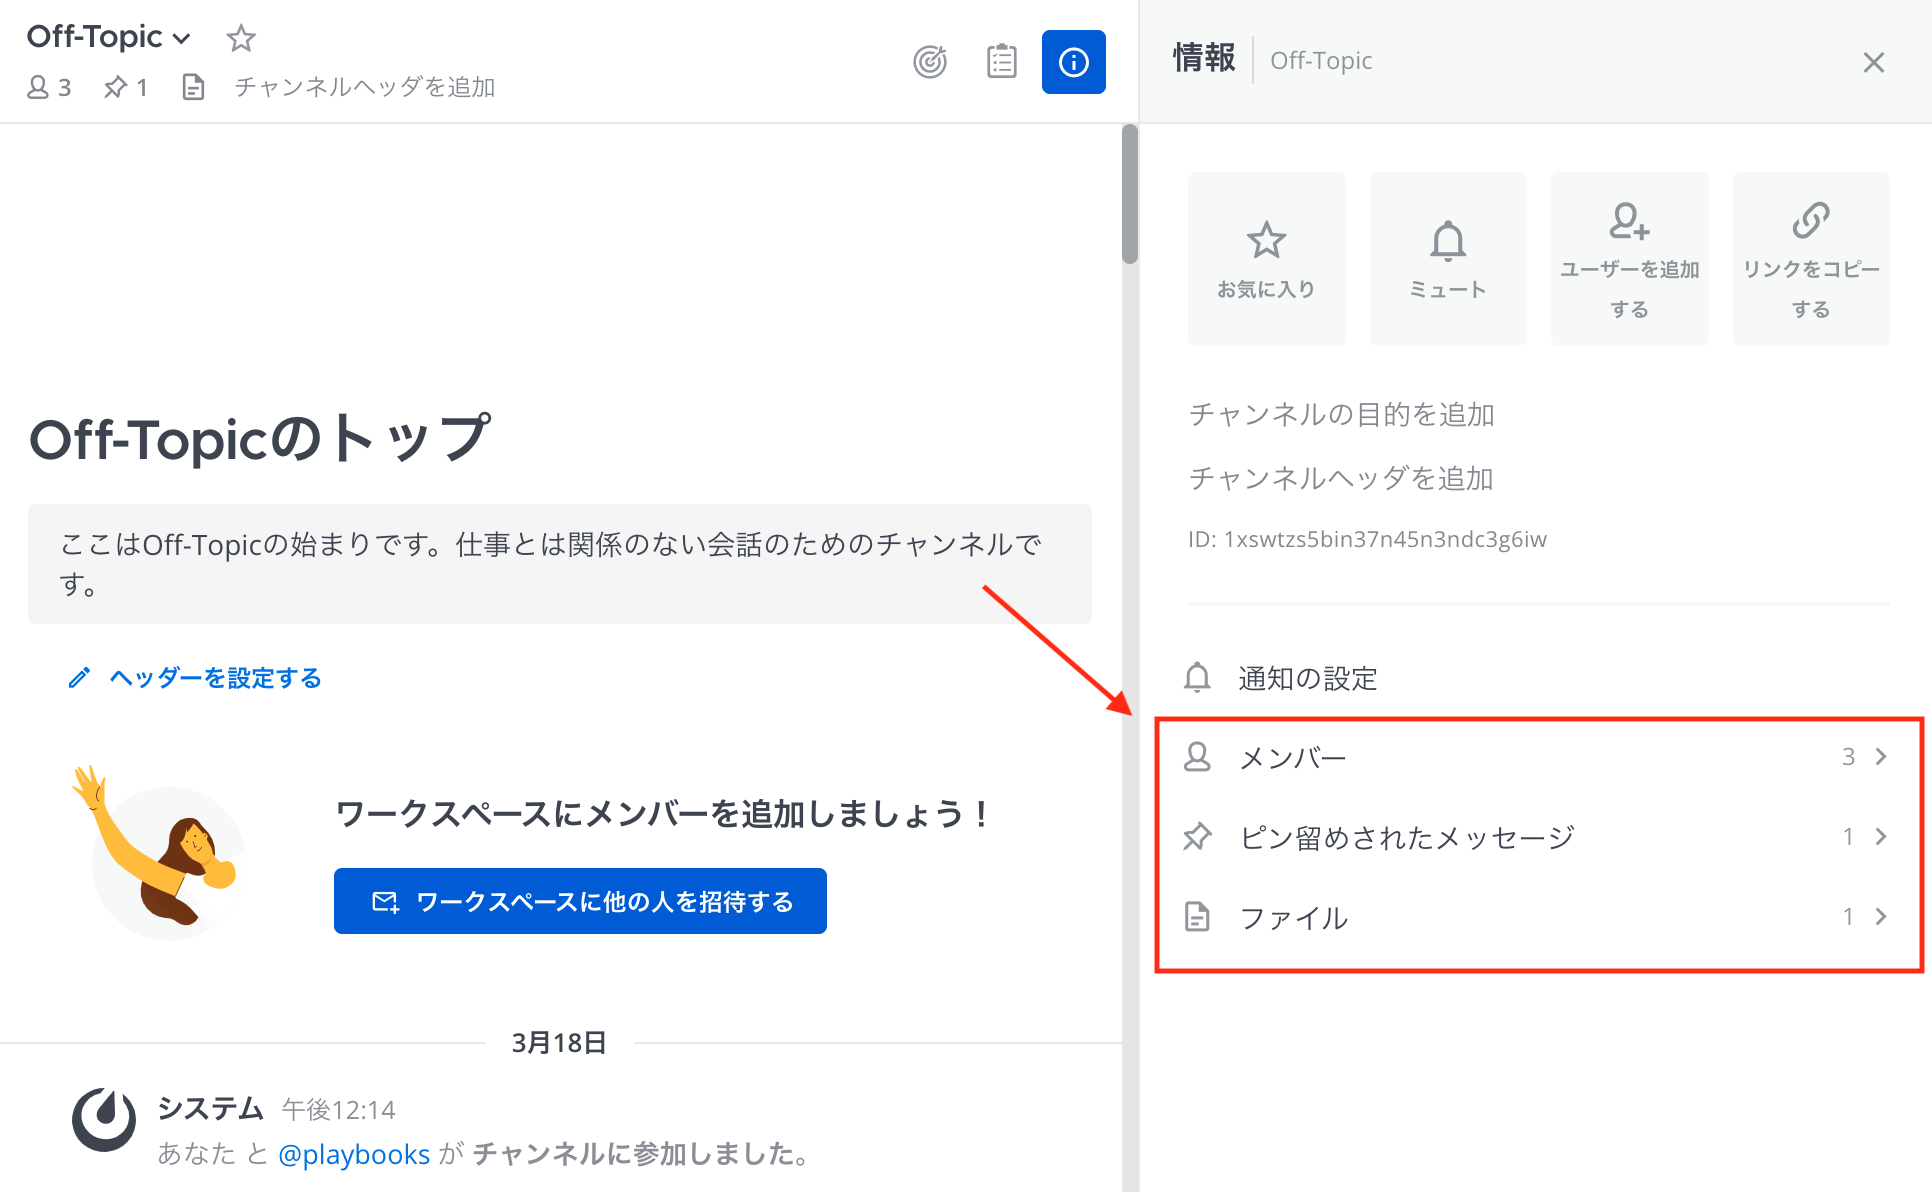 Off-Topic
3
1
チャンネルヘッダを追加
Off-Topicのトップ
ここはOff-Topicの始まりです。仕事とは関係のない会話のためのチャンネルで
す。
ヘッダーを設定する
ワークスペースにメンバーを追加しましょう！
ワークスペースに他の人を招待する
3月18日
システム 午後12:14
あなた と @playbooks が チャンネルに参加しました。
情報 Off-Topic
お気に入り
ミュート
ユーザーを追加
する
リンクをコピー
する
チャンネルの目的を追加
チャンネルヘッダを追加
ID: 1xswtzs5bin37n45n3ndc3g6iw
通知の設定
メンバー 3
ピン留めされたメッセージ 1
ファイル 1